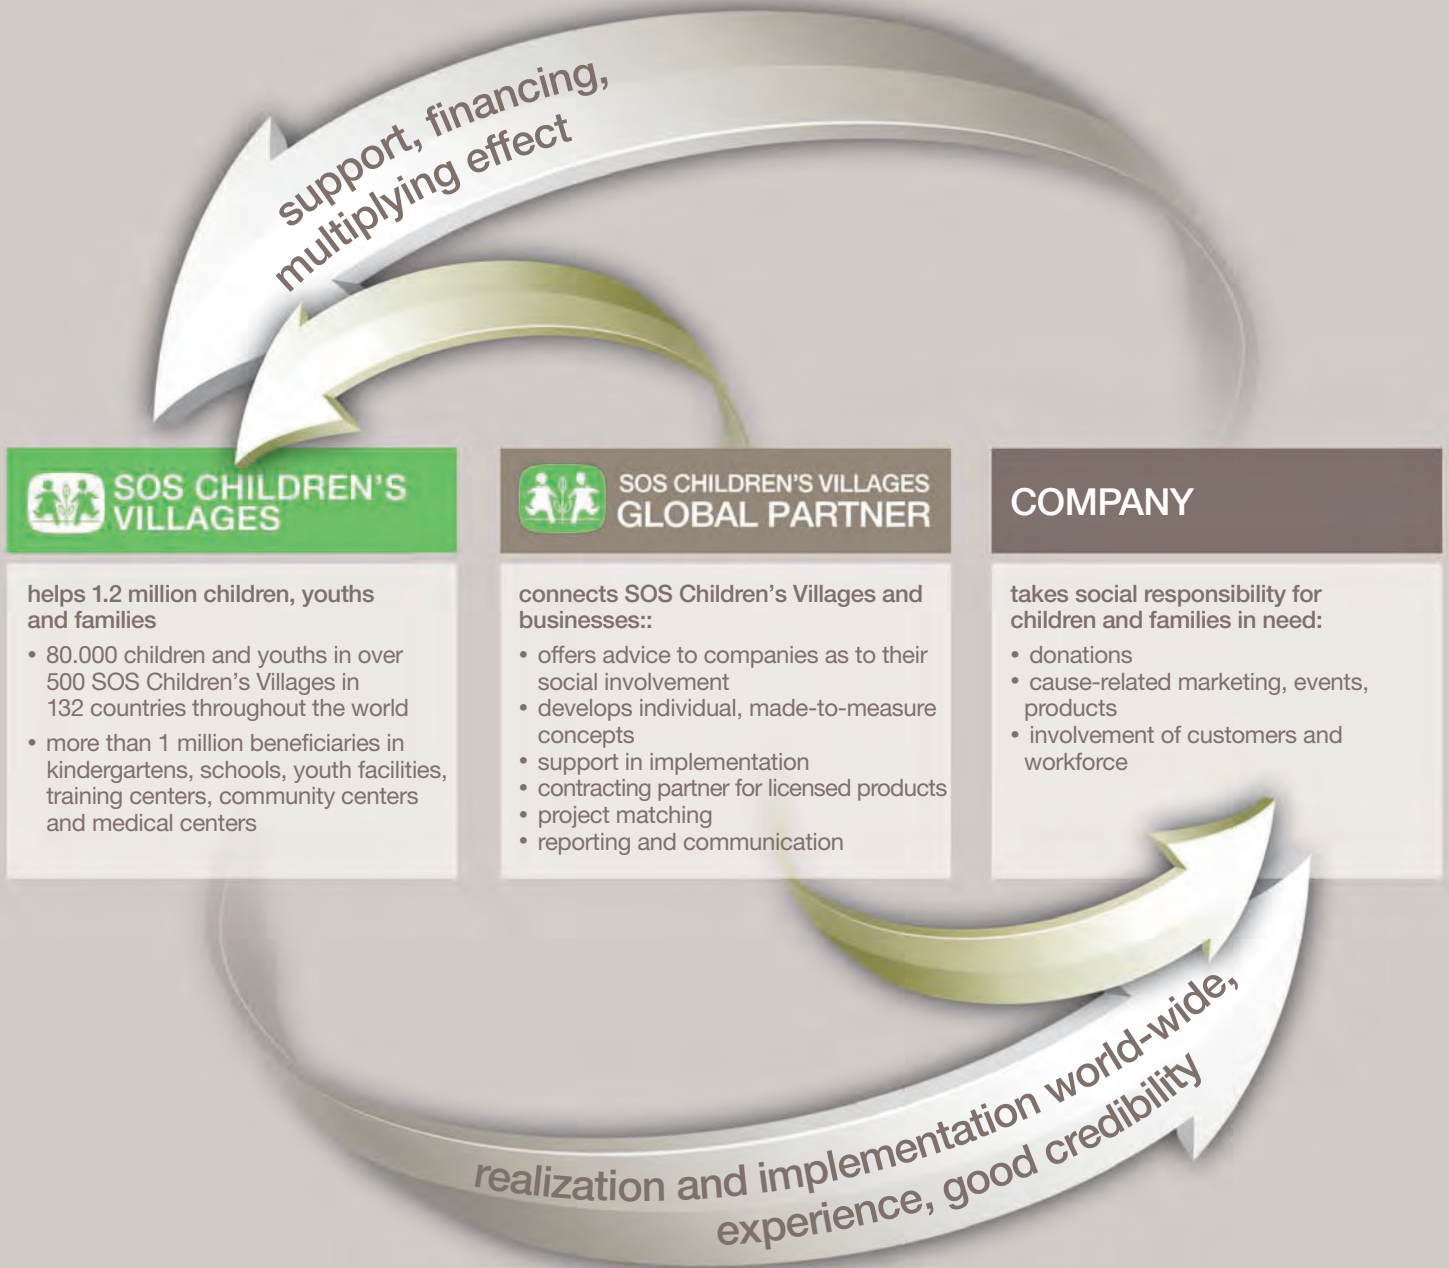 support, financing,
multiplying effect
SOS CHILDREN'S
VILLAGES
helps 1.2 million children, youths
and families
• 80.000 children and youths in over
500 SOS Children's Villages in
132 countries throughout the world
• more than 1 million beneficiaries in
kindergartens, schools, youth facilities,
training centers, community centers
and medical centers
SOS CHILDREN'S VILLAGES
GLOBAL PARTNER
connects SOS Children's Villages and
businesses::
• offers advice to companies as to their
social involvement
• develops individual, made-to-measure
concepts
• support in implementation
• contracting partner for licensed products
• project matching
• reporting and communication
COMPANY
takes social responsibility for
children and families in need:
• donations
• cause-related marketing, events,
products
• involvement of customers and
workforce
realization and implementation world-wide,
experience, good credibility